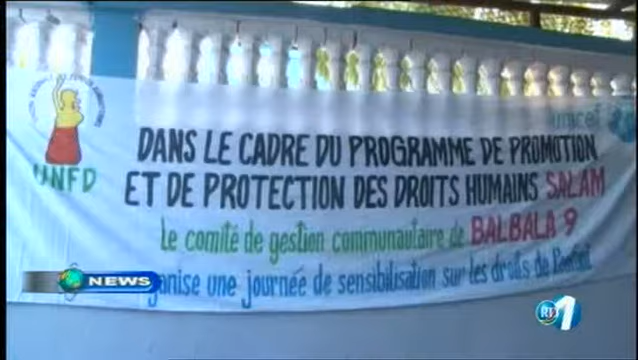 unicef
DANS LE CADRE DU PROGRAMME DE PROMOTION
ET DE PROTECTION DES DROITS HUMAINS SALAM
UNFD
Le comité de gestion communautaire de BALBALA 9
ganise une journée de sensibilisation sur les droits de l'enfant
NEWS
1